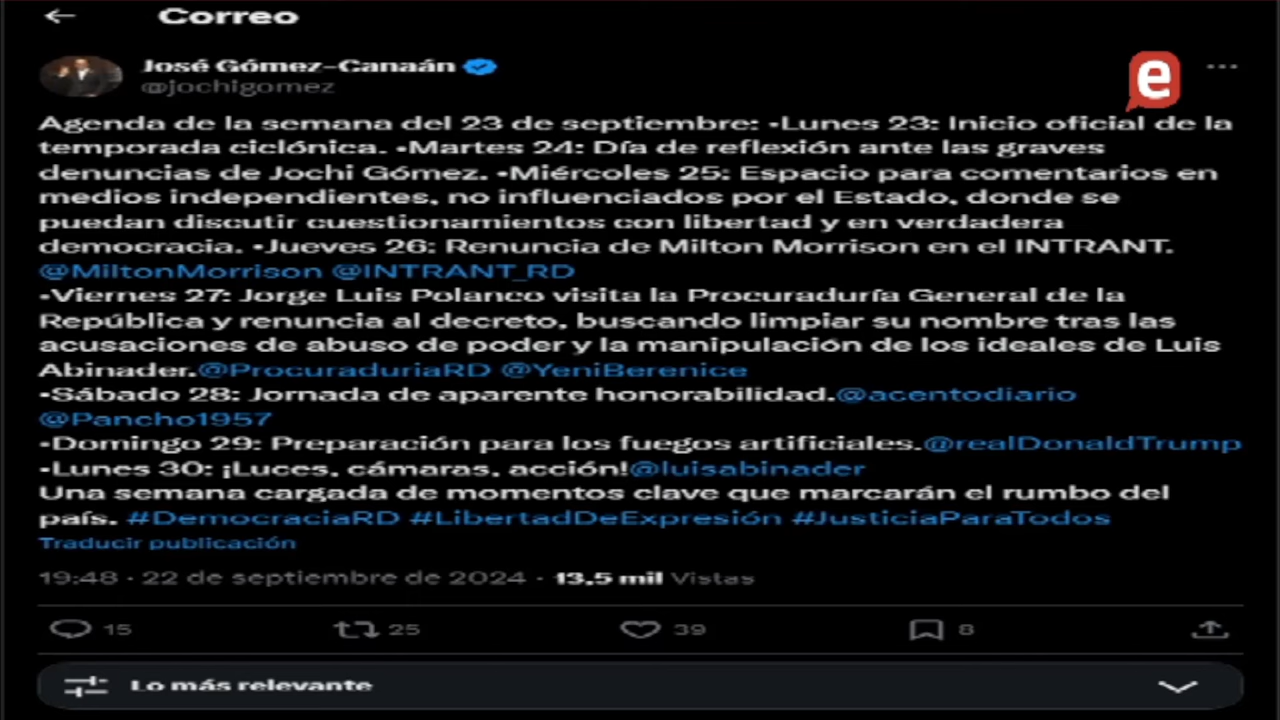 Correo
José Gómez-Canaán
@jochigomez
e
Agenda de la semana del 23 de septiembre: •Lunes 23: Inicio oficial de la
temporada ciclónica. •Martes 24: Día de reflexión ante las graves
denuncias de Jochi Gómez. •Miércoles 25: Espacio para comentarios en
medios independientes, no influenciados por el Estado, donde se
puedan discutir cuestionamientos con libertad y en verdadera
democracia. •Jueves 26: Renuncia de Milton Morrison en el INTRANT.
@MiltonMorrison @INTRANT_RD
•Viernes 27: Jorge Luis Polanco visita la Procuraduría General de la
República y renuncia al decreto, buscando limpiar su nombre tras las
acusaciones de abuso de poder y la manipulación de los ideales de Luis
Abinader.@ProcuraduriaRD @YeniBerenice
•Sábado 28: Jornada de aparente honorabilidad.@acentodiario
@Pancho1957
•Domingo 29: Preparación para los fuegos artificiales.@realDonaldTrump
•Lunes 30: ¡Luces, cámaras, acción!@luisabinader
Una semana cargada de momentos clave que marcarán el rumbo del
país. #DemocraciaRD #LibertadDeExpresión #JusticiaParaTodos
Traducir publicación
19:48 · 22 de septiembre de 2024 · 13,5 mil Vistas
15 25 39 8
Lo más relevante